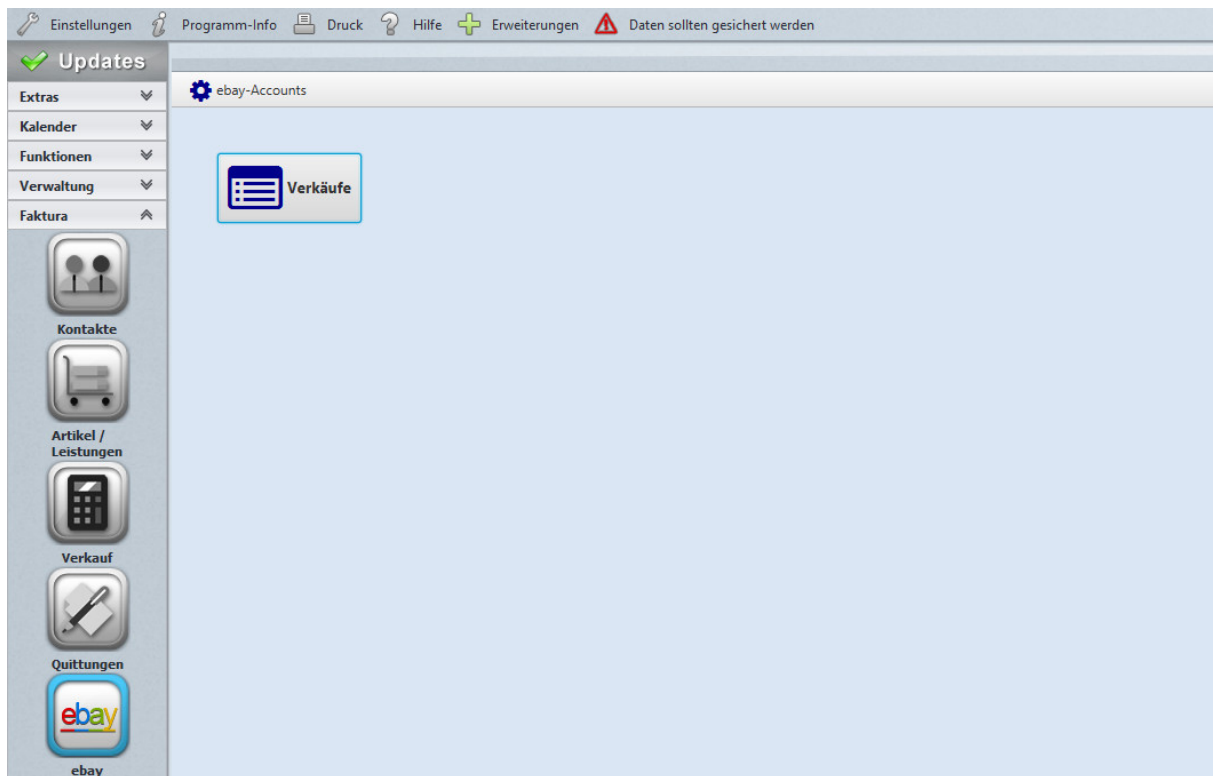 Einstellungen Programm-Info Druck Hilfe Erweiterungen Daten sollten gesichert werden
Updates
ebay-Accounts
Extras
Kalender
Funktionen
Verwaltung
Faktura
Verkäufe
Kontakte
Artikel /
Leistungen
Verkauf
Quittungen
ebay
ebay